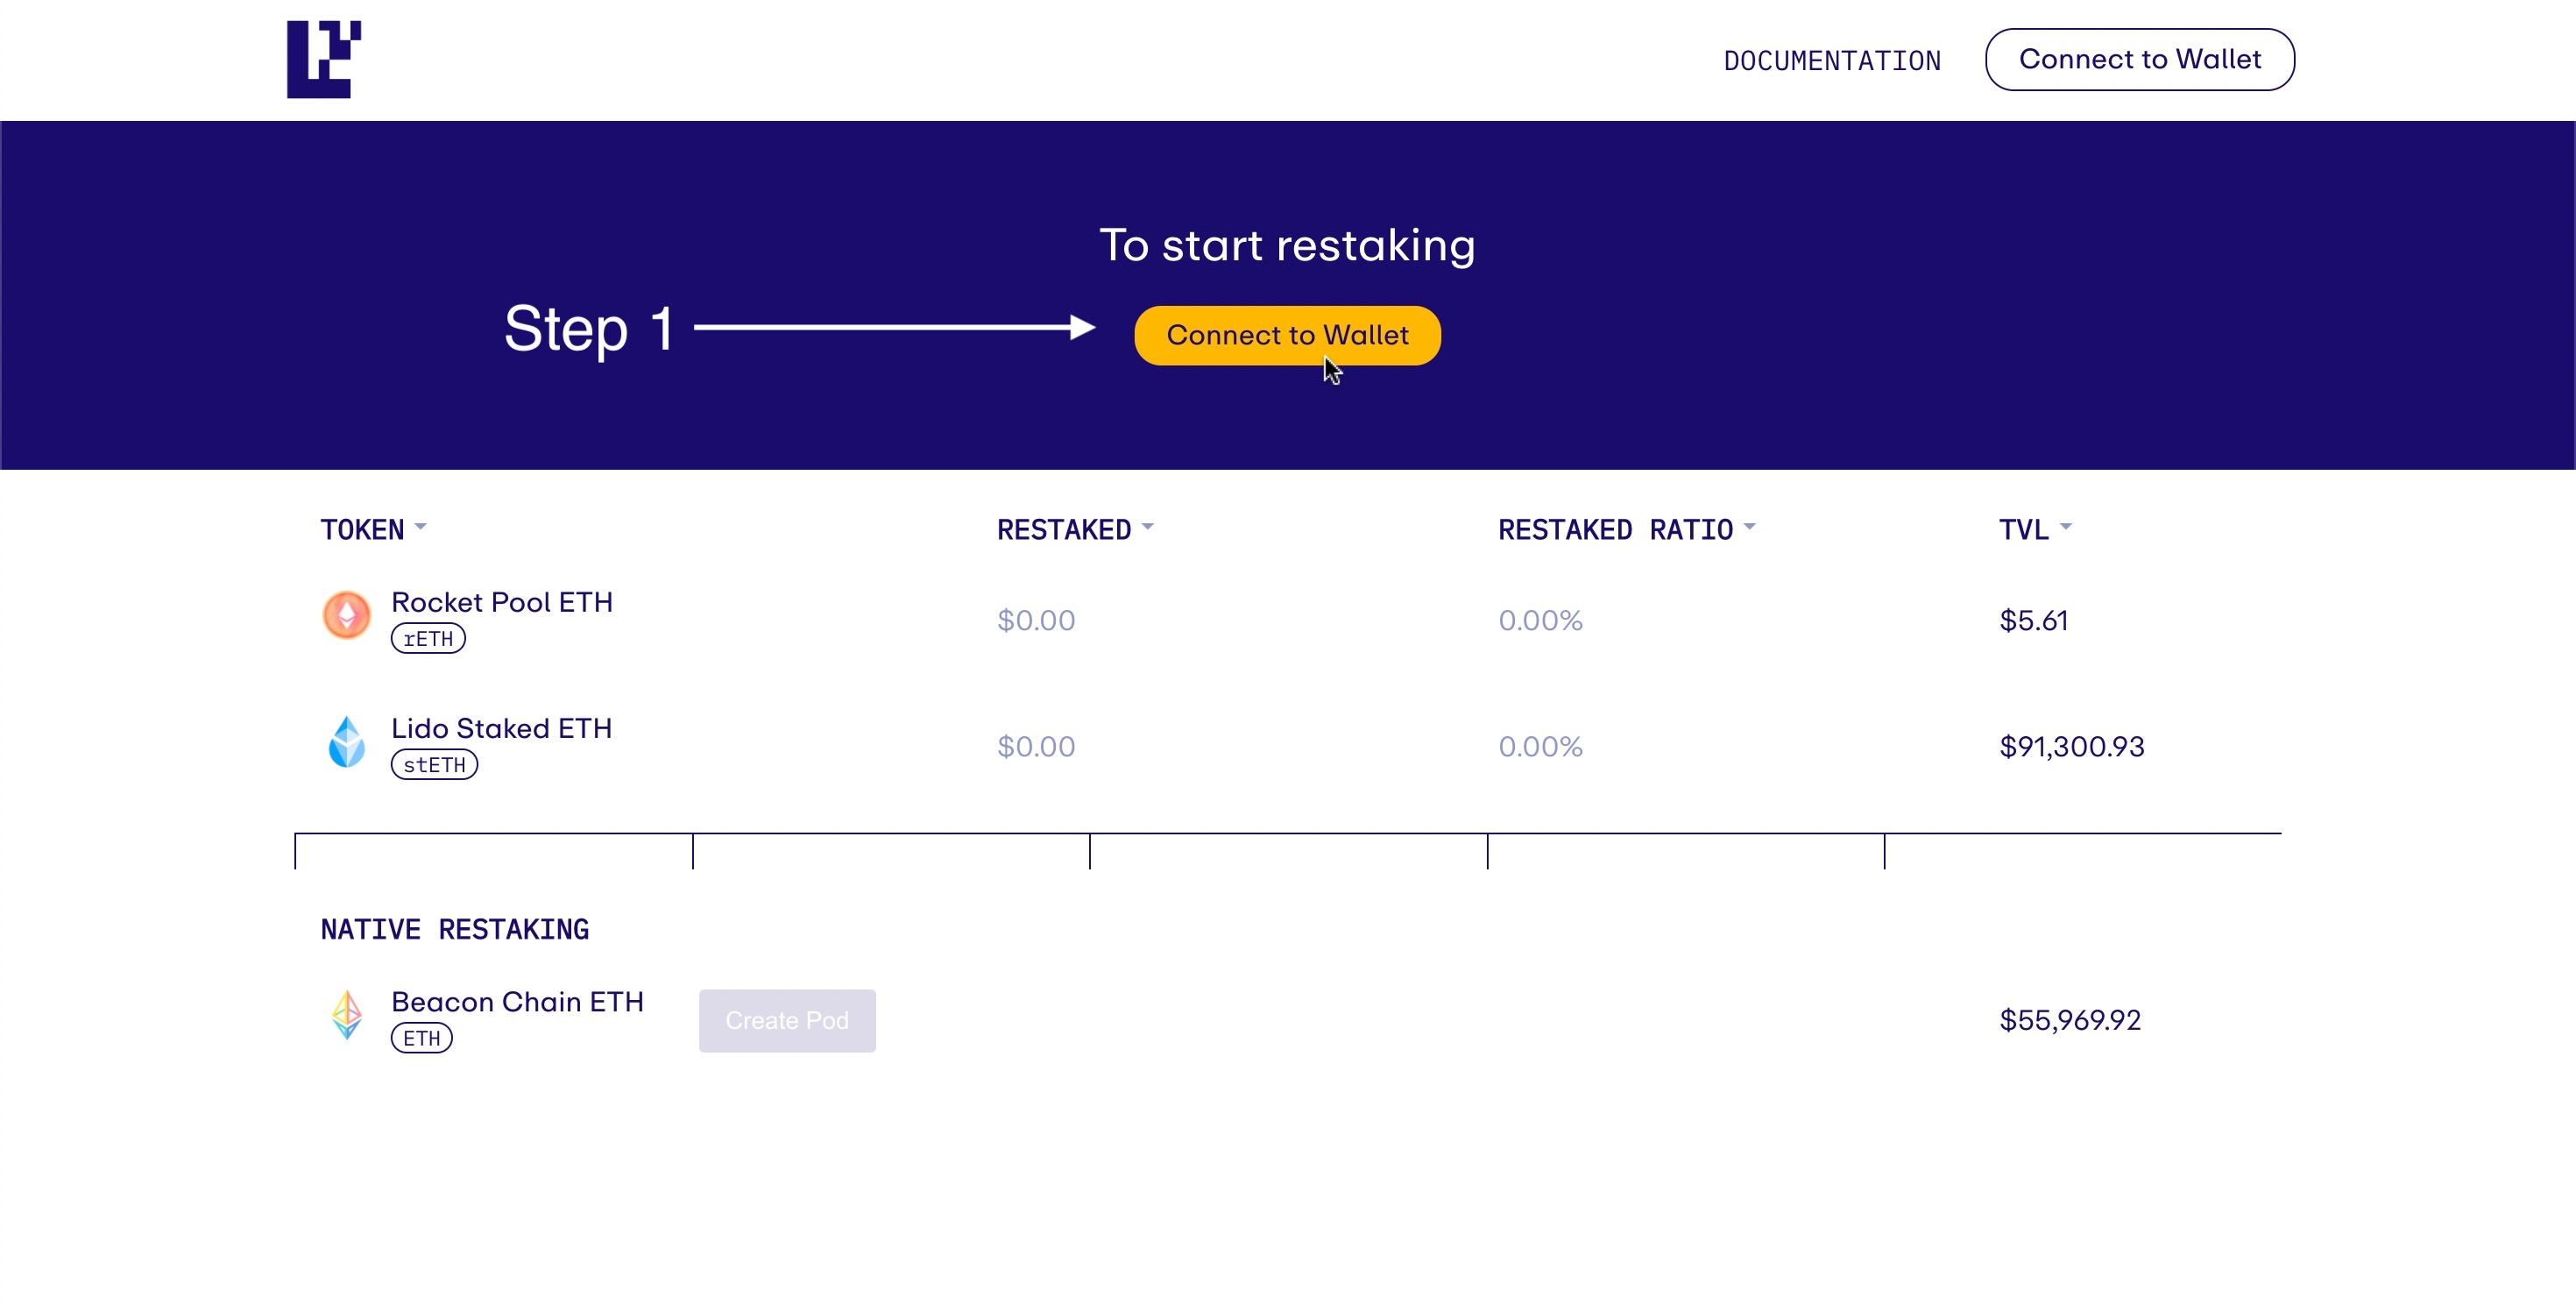 DOCUMENTATION
Connect to Wallet
To start restaking
Step 1
Connect to Wallet
TOKEN RESTAKED RESTAKED RATIO TVL
Rocket Pool ETH
rETH
$0.00 0.00% $5.61
Lido Staked ETH
stETH
$0.00 0.00% $91,300.93
NATIVE RESTAKING
Beacon Chain ETH
ETH
Create Pod
$55,969.92